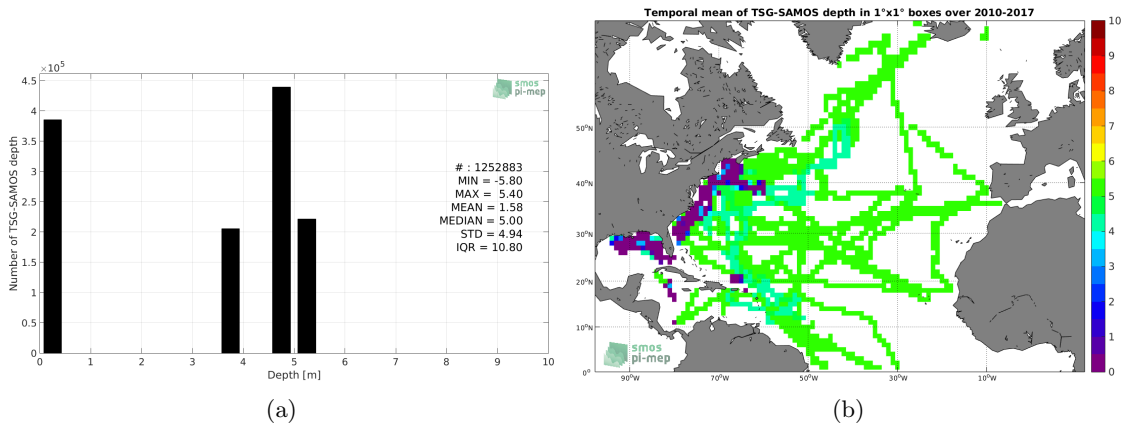 ×10⁵
4.5
4
3.5
3
2.5
2
1.5
1
0.5
0
Number of TSG-SAMOS depth
smos
pi-mep
# : 1252883
MIN = -5.80
MAX = 5.40
MEAN = 1.58
MEDIAN = 5.00
STD = 4.94
IQR = 10.80
0 1 2 3 4 5 6 7 8 9 10
Depth [m]
(a)
Temporal mean of TSG-SAMOS depth in 1°x1° boxes over 2010-2017
50°N
40°N
30°N
20°N
10°N
0°
90°W 70°W 50°W 30°W 10°W
smos
pi-mep
10
9
8
7
6
5
4
3
2
1
0
(b)